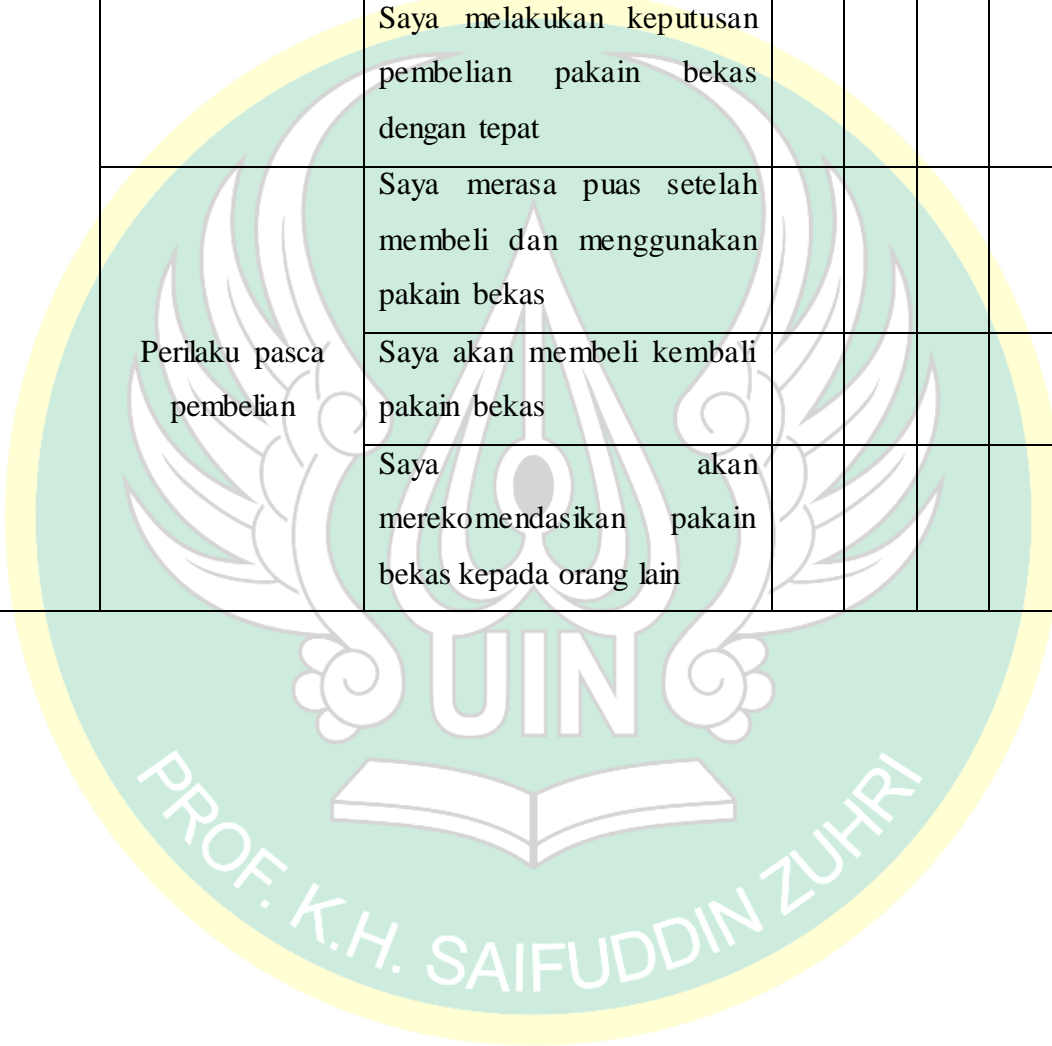 Saya melakukan keputusan
pembelian pakain bekas
dengan tepat
Perilaku pasca
pembelian
Saya merasa puas setelah
membeli dan menggunakan
pakain bekas
Saya akan membeli kembali
pakain bekas
Saya akan
merekomendasikan pakain
bekas kepada orang lain
UIN
PROF. K.H. SAIFUDDIN ZUHRI